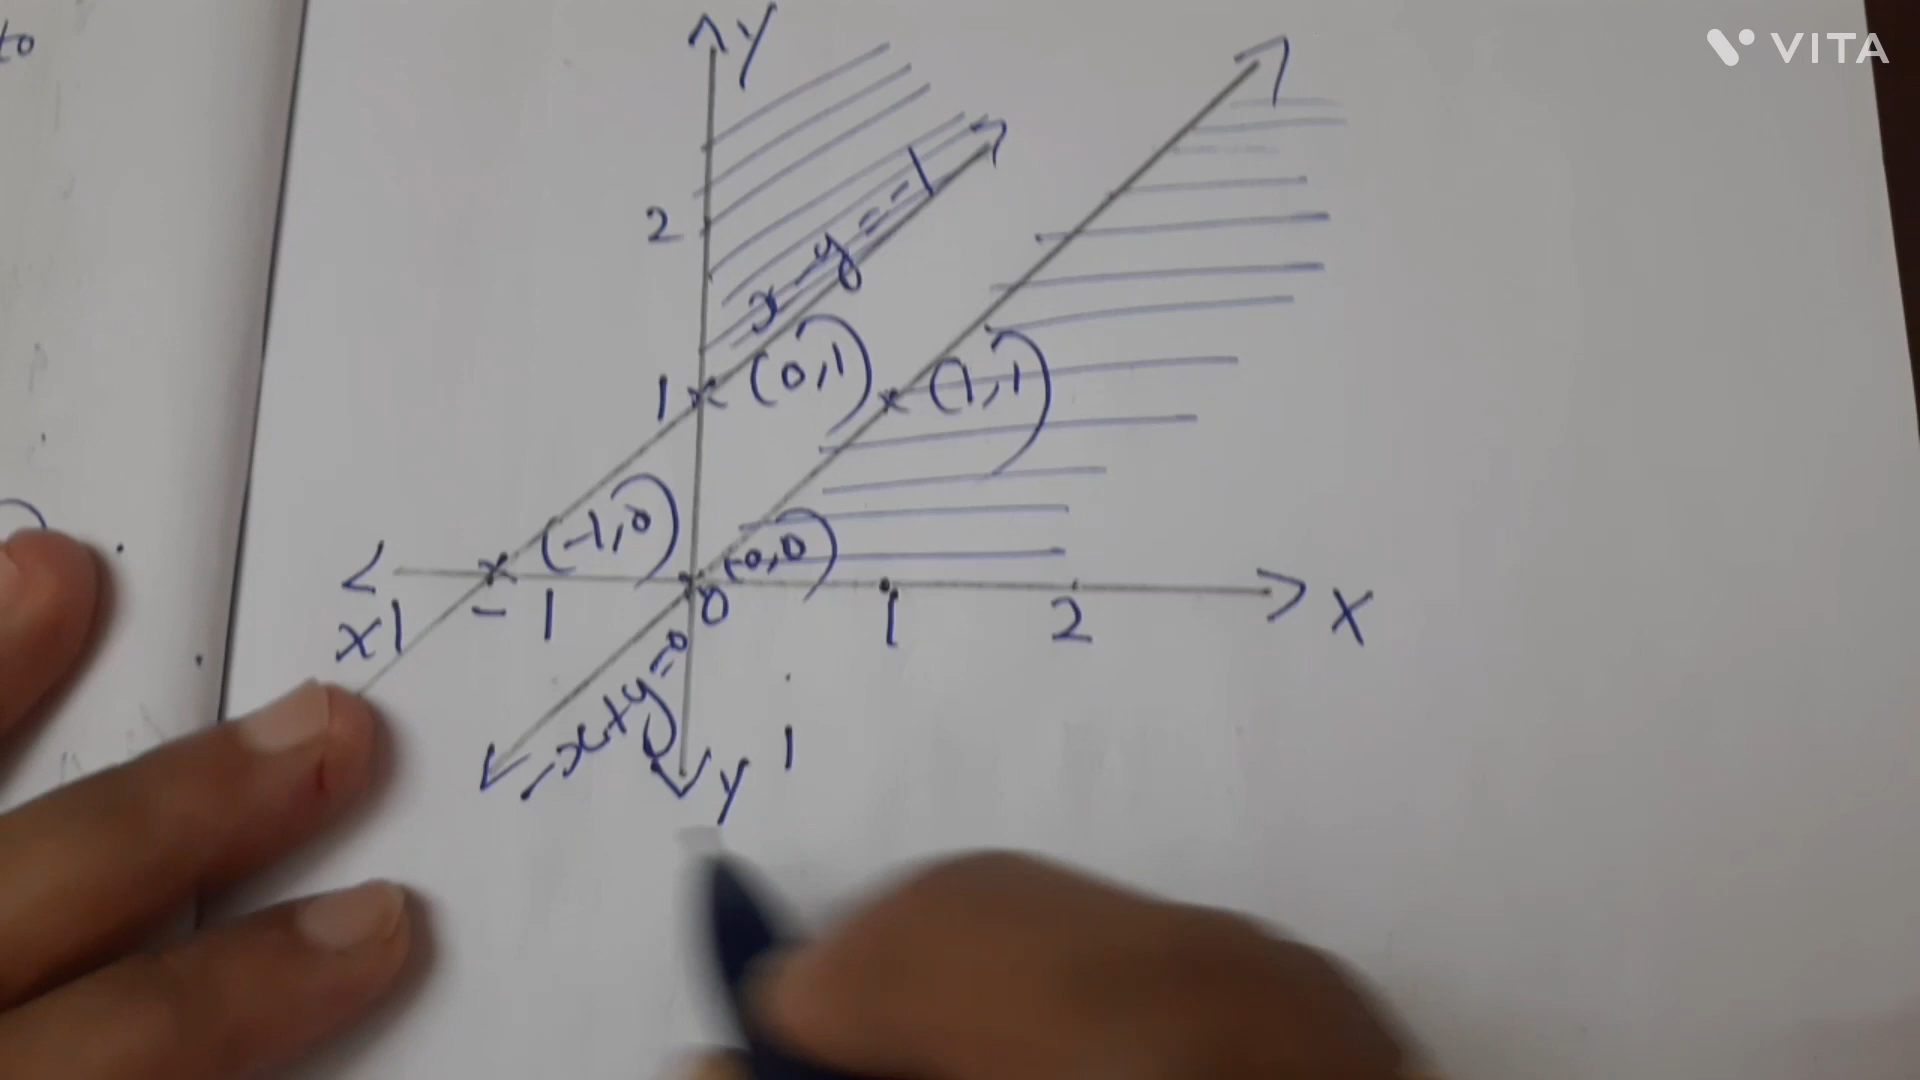 to
Y
VITA
2
x-y=-1
1
(0,1)
(1,1)
(-1,0)
(0,0)
X1
-1
0
1
2
X
-x+y=0
Y1